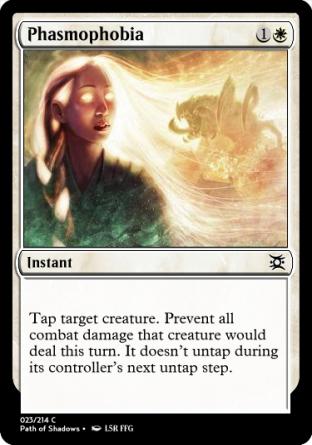 Phasmophobia 1
Instant
Tap target creature. Prevent all
combat damage that creature would
deal this turn. It doesn't untap during
its controller's next untap step.
023/214 C
Path of Shadows • L5R FFG